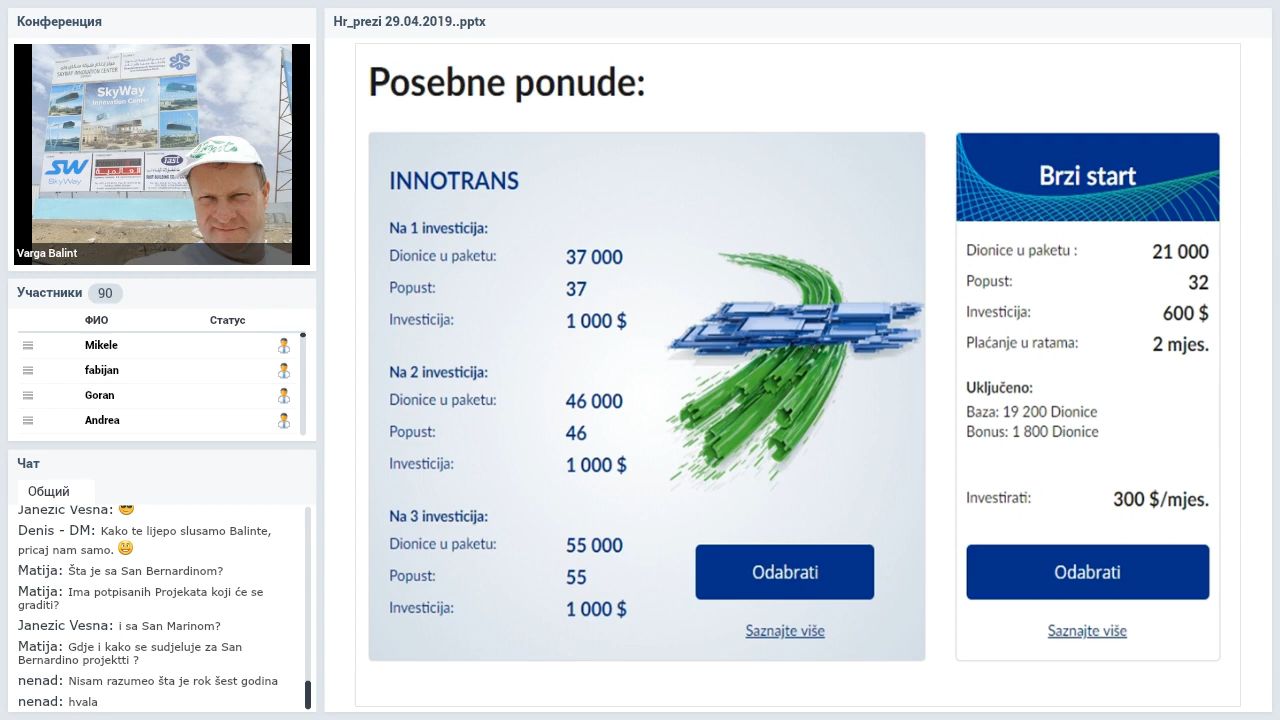 Конференция
SKYWAY INNOVATION CENTER
SkyWay
Innovation Center
SW
SkyWay
Varga Balint
Участники 90
ФИО Статус
Mikele
fabijan
Goran
Andrea
Чат
Общий
Janezic Vesna:
Denis - DM: Kako te lijepo slusamo Balinte,
pricaj nam samo.
Matija: Šta je sa San Bernardinom?
Matija: Ima potpisanih Projekata koji će se
graditi?
Janezic Vesna: i sa San Marinom?
Matija: Gdje i kako se sudjeluje za San
Bernardino projektti ?
nenad: Nisam razumeo šta je rok šest godina
nenad: hvala
Hr_prezi 29.04.2019..pptx
Posebne ponude:
INNOTRANS
Na 1 investicija:
Dionice u paketu: 37 000
Popust: 37
Investicija: 1 000 $
Na 2 investicija:
Dionice u paketu: 46 000
Popust: 46
Investicija: 1 000 $
Na 3 investicija:
Dionice u paketu: 55 000
Popust: 55
Investicija: 1 000 $
Odabrati
Saznajte više
Brzi start
Dionice u paketu : 21 000
Popust: 32
Investicija: 600 $
Plaćanje u ratama: 2 mjes.
Uključeno:
Baza: 19 200 Dionice
Bonus: 1 800 Dionice
Investirati: 300 $/mjes.
Odabrati
Saznajte više